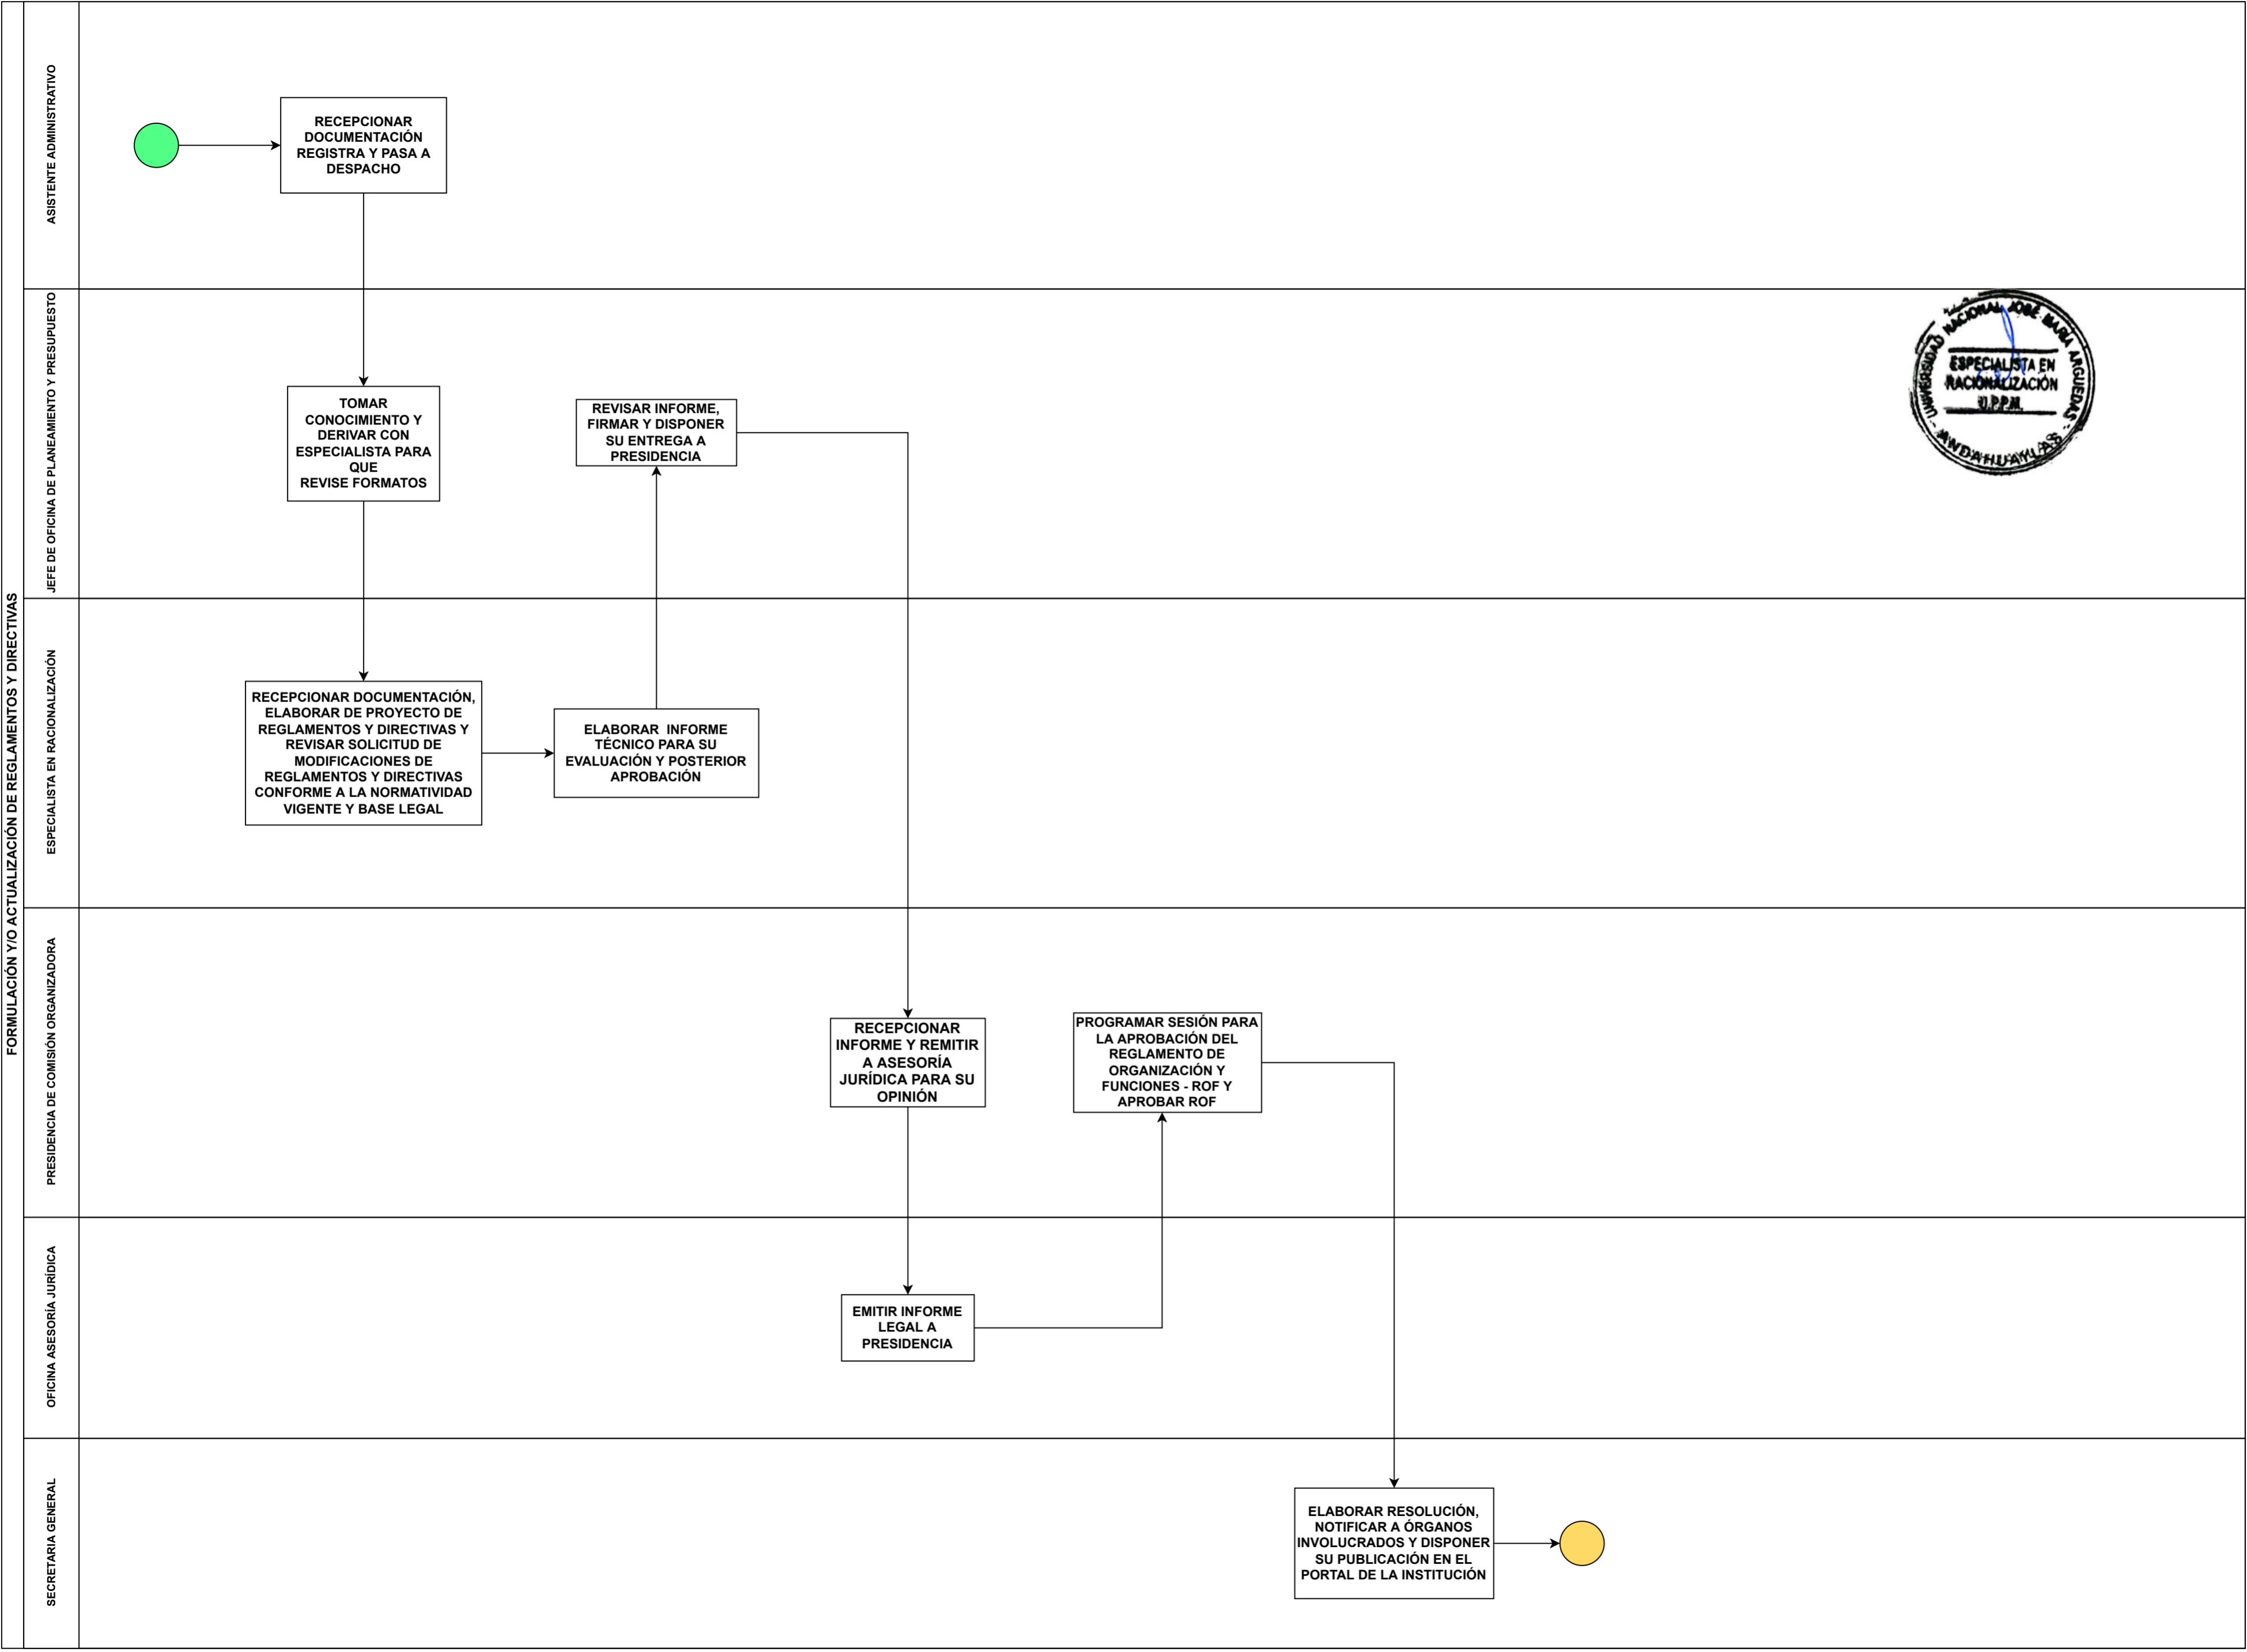 FORMULACIÓN Y/O ACTUALIZACIÓN DE REGLAMENTOS Y DIRECTIVAS
ASISTENTE ADMINISTRATIVO
RECEPCIONAR
DOCUMENTACIÓN
REGISTRA Y PASA A
DESPACHO
JEFE DE OFICINA DE PLANEAMIENTO Y PRESUPUESTO
TOMAR
CONOCIMIENTO Y
DERIVAR CON
ESPECIALISTA PARA
QUE
REVISE FORMATOS
REVISAR INFORME,
FIRMAR Y DISPONER
SU ENTREGA A
PRESIDENCIA
UNIVERSIDAD NACIONAL JOSÉ MARÍA ARGUEDAS
ESPECIALISTA EN
RACIONALIZACIÓN
U.P.P.M.
- ANDAHUAYLAS -
ESPECIALISTA EN RACIONALIZACIÓN
RECEPCIONAR DOCUMENTACIÓN,
ELABORAR DE PROYECTO DE
REGLAMENTOS Y DIRECTIVAS Y
REVISAR SOLICITUD DE
MODIFICACIONES DE
REGLAMENTOS Y DIRECTIVAS
CONFORME A LA NORMATIVIDAD
VIGENTE Y BASE LEGAL
ELABORAR INFORME
TÉCNICO PARA SU
EVALUACIÓN Y POSTERIOR
APROBACIÓN
PRESIDENCIA DE COMISIÓN ORGANIZADORA
RECEPCIONAR
INFORME Y REMITIR
A ASESORÍA
JURÍDICA PARA SU
OPINIÓN
PROGRAMAR SESIÓN PARA
LA APROBACIÓN DEL
REGLAMENTO DE
ORGANIZACIÓN Y
FUNCIONES - ROF Y
APROBAR ROF
OFICINA ASESORÍA JURÍDICA
EMITIR INFORME
LEGAL A
PRESIDENCIA
SECRETARIA GENERAL
ELABORAR RESOLUCIÓN,
NOTIFICAR A ÓRGANOS
INVOLUCRADOS Y DISPONER
SU PUBLICACIÓN EN EL
PORTAL DE LA INSTITUCIÓN